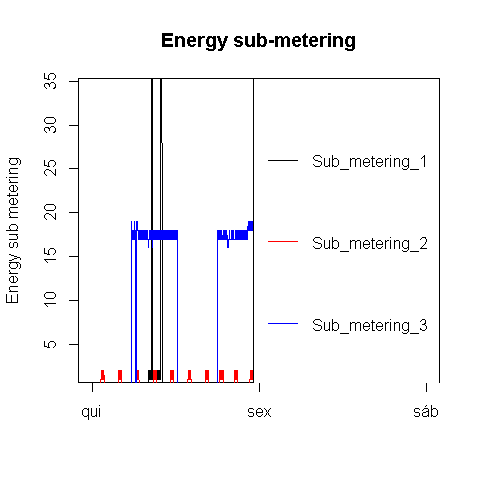 Energy sub-metering
Energy sub metering
35
30
25
20
15
10
5
Sub_metering_1
Sub_metering_2
Sub_metering_3
qui
sex
sáb